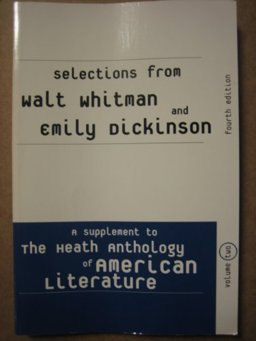 selections from
Walt Whitman
and
Emily Dickinson
fourth edition
A supplement to
The Heath Anthology
of American
Literature
volume two